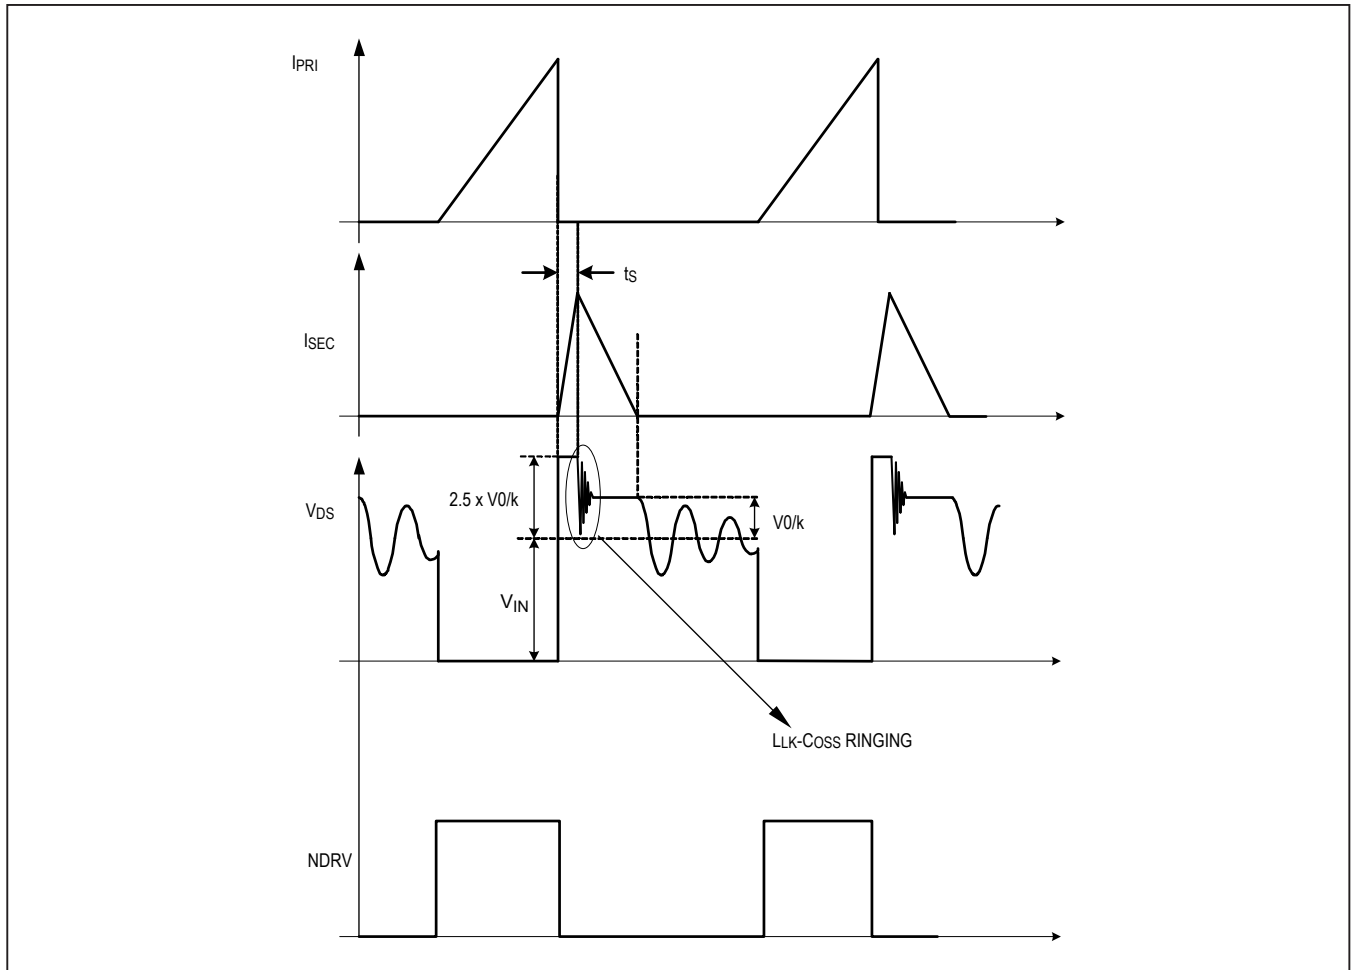 IPRI
ts
ISEC
2.5 x V0/k
VDS
V0/k
VIN
LLK-COSS RINGING
NDRV